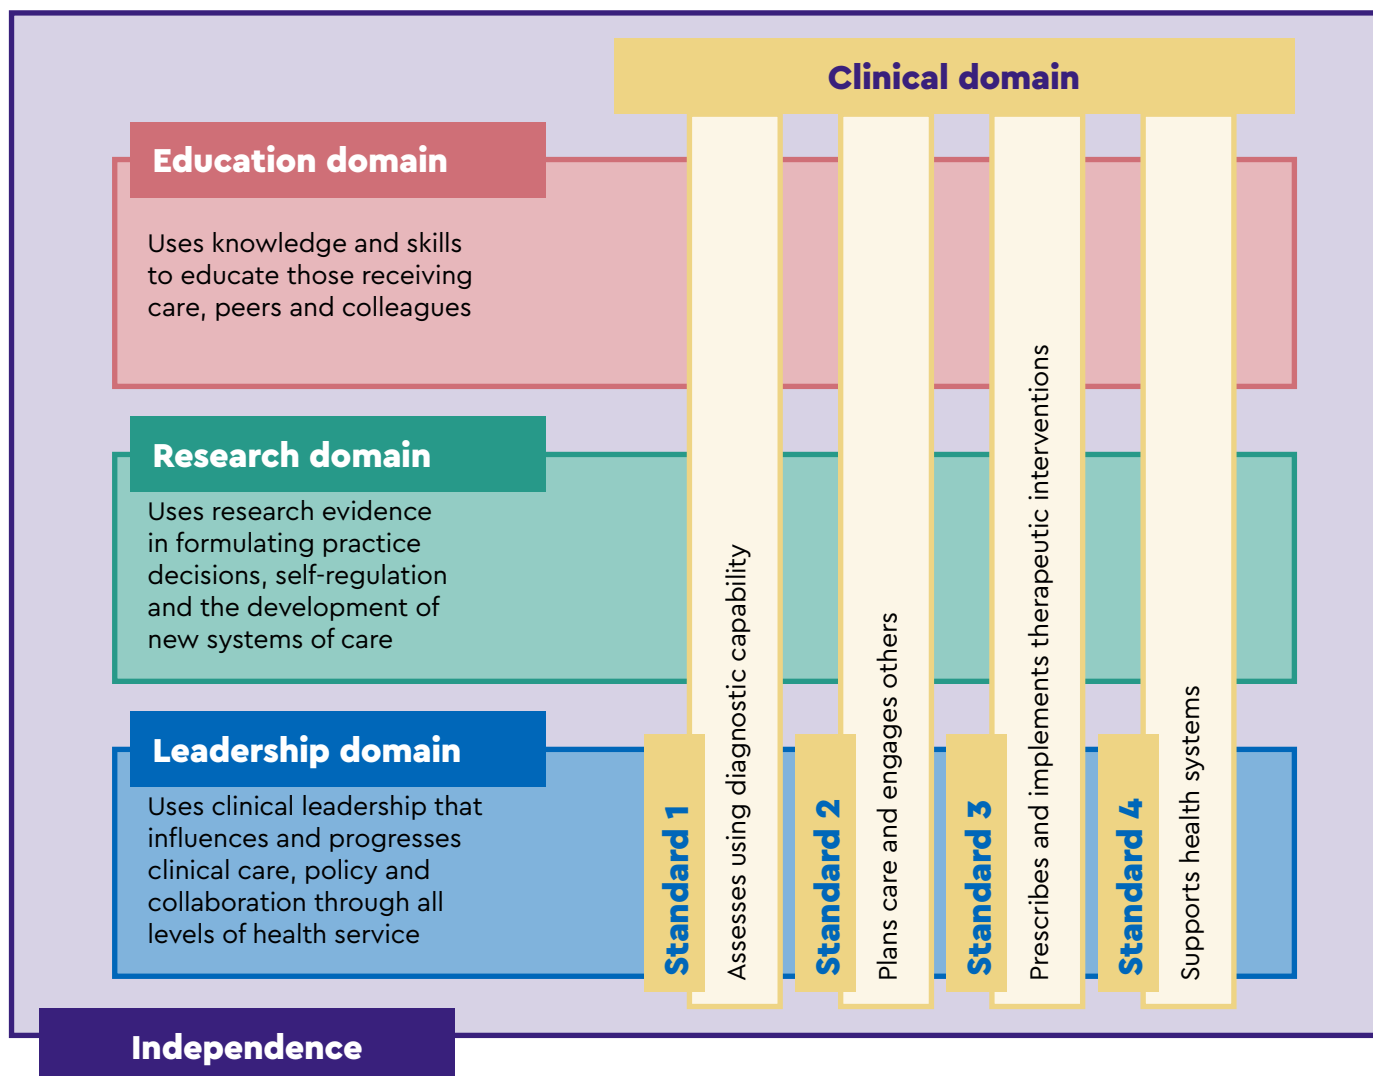 Clinical domain
Education domain
Uses knowledge and skills
to educate those receiving
care, peers and colleagues
Research domain
Uses research evidence
in formulating practice
decisions, self-regulation
and the development of
new systems of care
Leadership domain
Uses clinical leadership that
influences and progresses
clinical care, policy and
collaboration through all
levels of health service
Standard 1
Assesses using diagnostic capability
Standard 2
Plans care and engages others
Standard 3
Prescribes and implements therapeutic interventions
Standard 4
Supports health systems
Independence